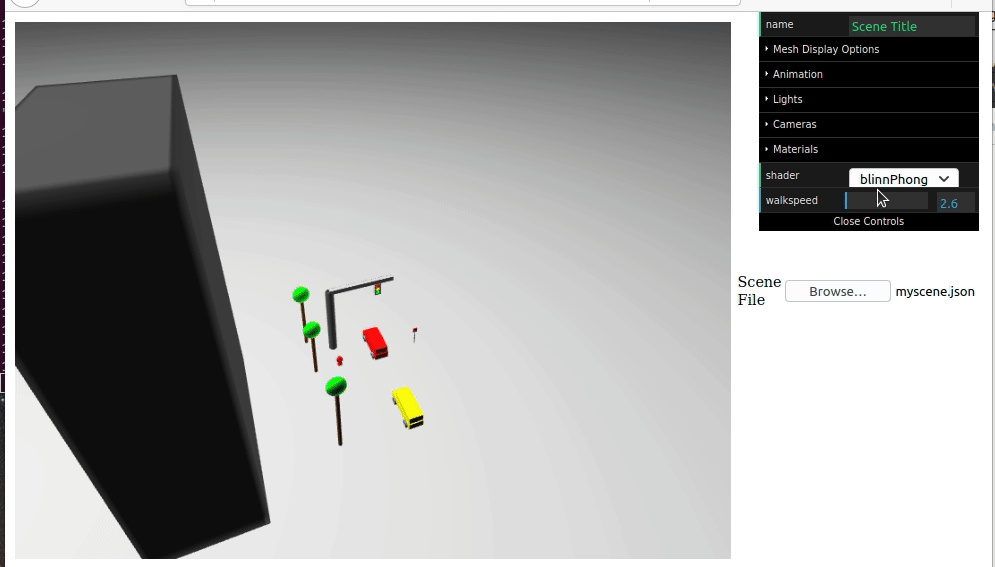 name
Scene Title
Mesh Display Options
Animation
Lights
Cameras
Materials
shader
blinnPhong
walkspeed
2.6
Close Controls
Scene
File
Browse...
myscene.json